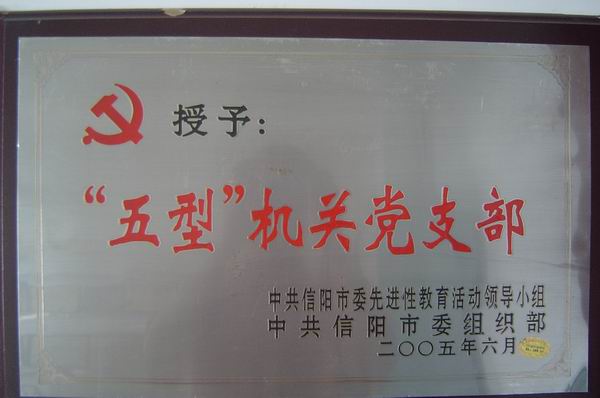 授予：
“五型”机关党支部
中共信阳市委先进性教育活动领导小组
中共信阳市委组织部
二〇〇五年六月